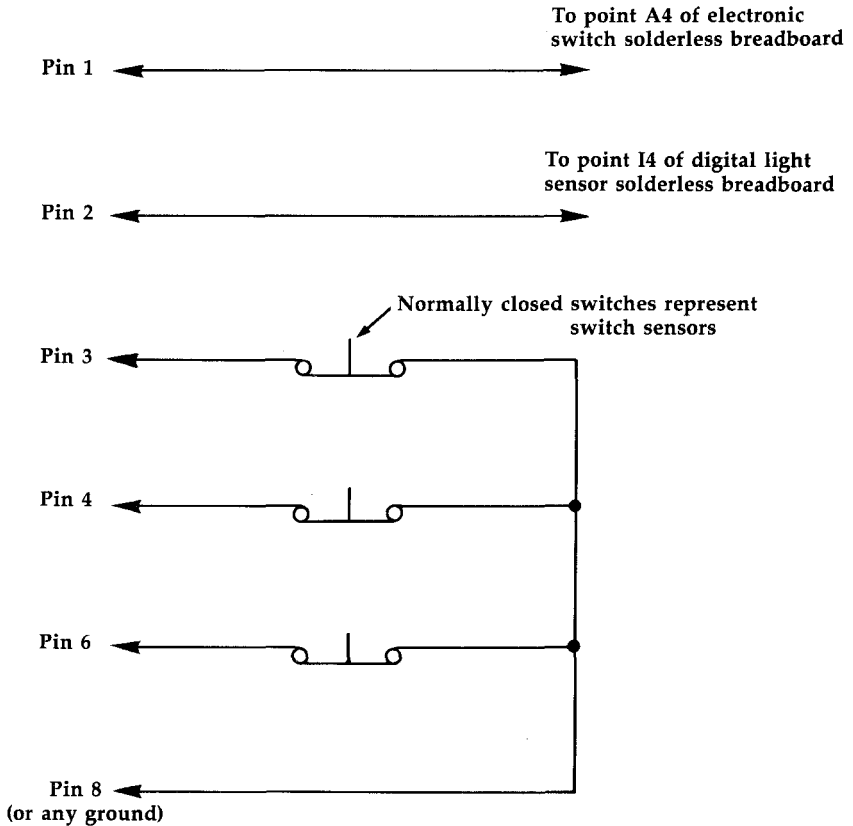 To point A4 of electronic
switch solderless breadboard
Pin 1
To point I4 of digital light
sensor solderless breadboard
Pin 2
Normally closed switches represent
switch sensors
Pin 3
Pin 4
Pin 6
Pin 8
(or any ground)